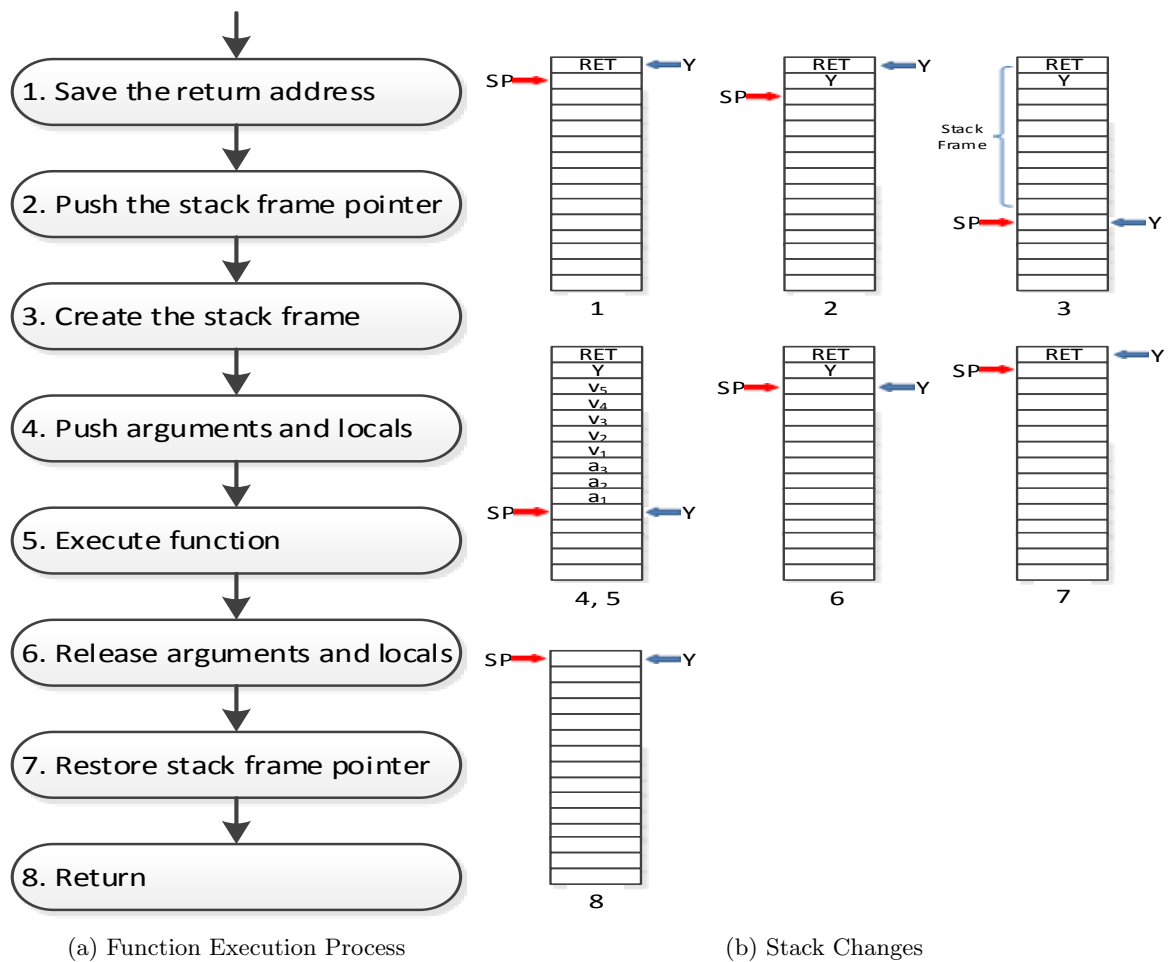 1. Save the return address
2. Push the stack frame pointer
3. Create the stack frame
4. Push arguments and locals
5. Execute function
6. Release arguments and locals
7. Restore stack frame pointer
8. Return
(a) Function Execution Process
RET
Y
SP
1
RET
Y
Y
SP
2
RET
Y
Stack
Frame
SP
Y
3
RET
Y
v₅
v₄
v₃
v₂
v₁
a₃
a₂
a₁
SP
Y
4, 5
RET
Y
SP
Y
6
RET
Y
SP
7
SP
Y
8
(b) Stack Changes